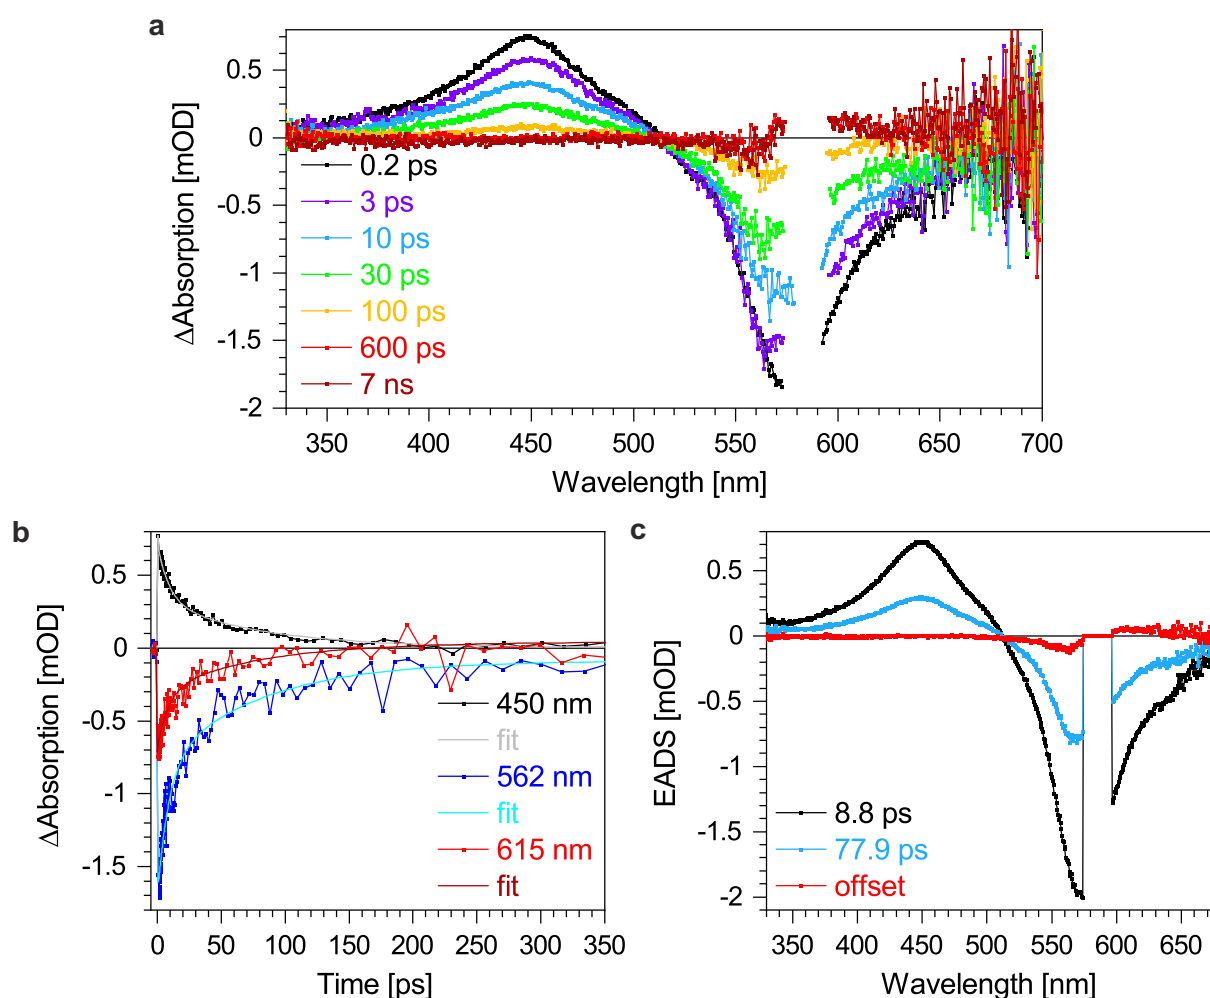 a
ΔAbsorption [mOD]
0.5
0
-0.5
-1
-1.5
-2
0.2 ps
3 ps
10 ps
30 ps
100 ps
600 ps
7 ns
350 400 450 500 550 600 650 700
Wavelength [nm]
b
ΔAbsorption [mOD]
0.5
0
-0.5
-1
-1.5
450 nm
fit
562 nm
fit
615 nm
fit
0 50 100 150 200 250 300 350
Time [ps]
c
EADS [mOD]
0.5
0
-0.5
-1
-1.5
-2
8.8 ps
77.9 ps
offset
350 400 450 500 550 600 650
Wavelength [nm]